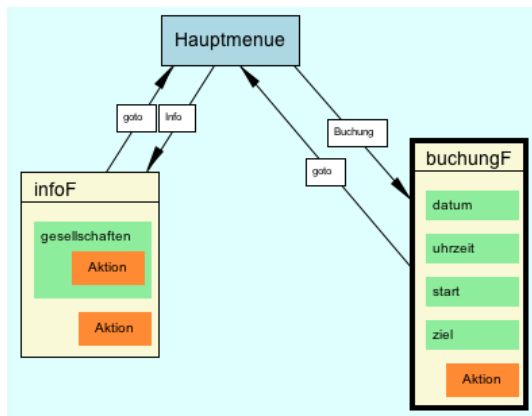 Hauptmenue
goto
Info
Buchung
goto
infoF
gesellschaften
Aktion
Aktion
buchungF
datum
uhrzeit
start
ziel
Aktion